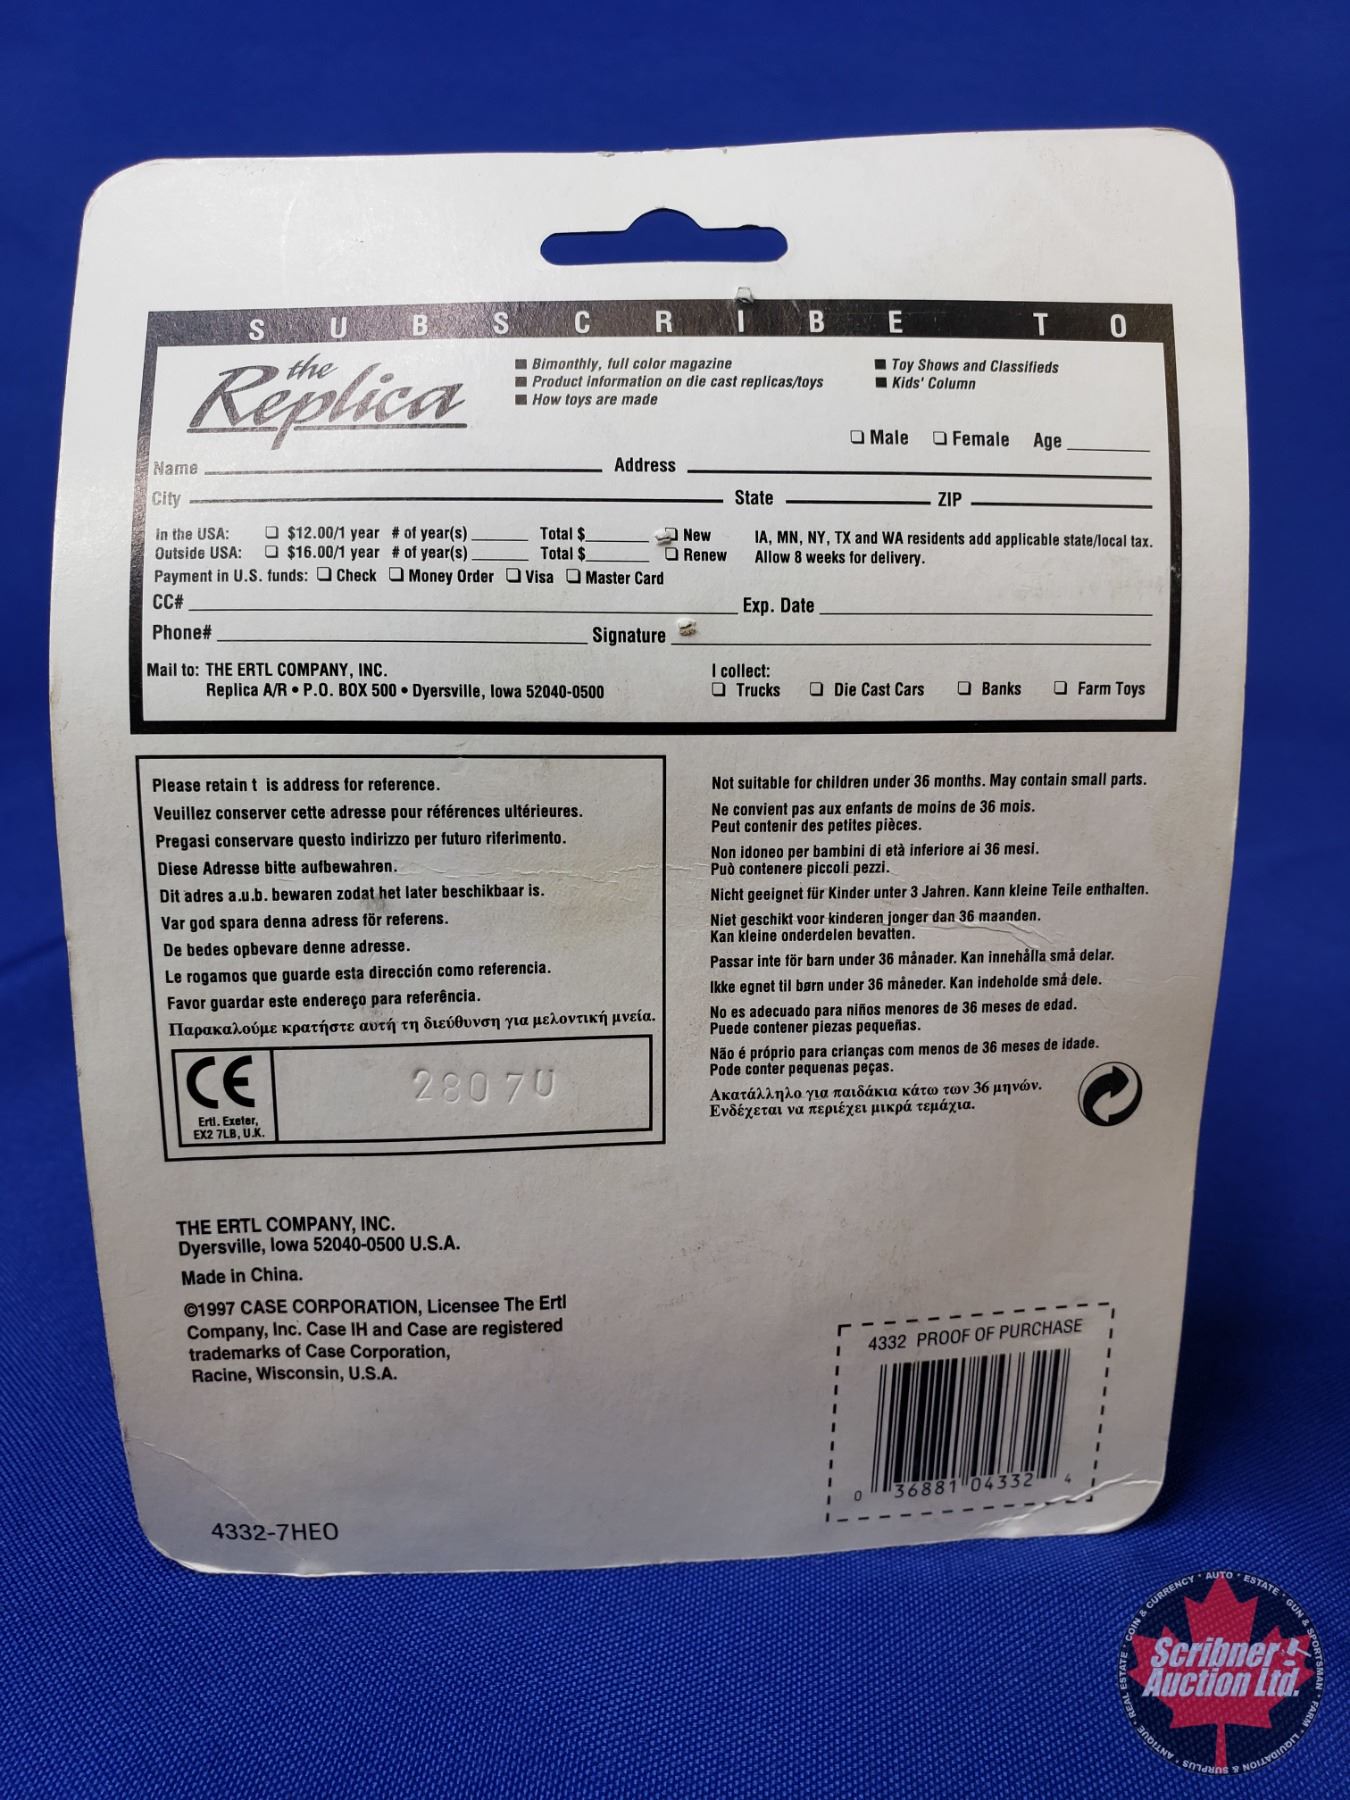 SUBSCRIBE TO
the Replica
Bimonthly, full color magazine
Product information on die cast replicas/toys
How toys are made
Toy Shows and Classifieds
Kids' Column
Male Female Age
Name Address
City State ZIP
In the USA: $12.00/1 year # of year(s) Total $ New
Outside USA: $16.00/1 year # of year(s) Total $ Renew
IA, MN, NY, TX and WA residents add applicable state/local tax.
Allow 8 weeks for delivery.
Payment in U.S. funds: Check Money Order Visa Master Card
CC# Exp. Date
Phone# Signature
Mail to: THE ERTL COMPANY, INC.
Replica A/R • P.O. BOX 500 • Dyersville, Iowa 52040-0500
I collect:
Trucks Die Cast Cars Banks Farm Toys
Please retain t is address for reference.
Veuillez conserver cette adresse pour références ultérieures.
Pregasi conservare questo indirizzo per futuro riferimento.
Diese Adresse bitte aufbewahren.
Dit adres a.u.b. bewaren zodat het later beschikbaar is.
Var god spara denna adress för referens.
De bedes opbevare denne adresse.
Le rogamos que guarde esta dirección como referencia.
Favor guardar este endereço para referência.
Παρακαλούμε κρατήστε αυτή τη διεύθυνση για μελοντική μνεία.
CE
Ertl. Exeter,
EX2 7LB, U.K.
2807U
Not suitable for children under 36 months. May contain small parts.
Ne convient pas aux enfants de moins de 36 mois.
Peut contenir des petites pièces.
Non idoneo per bambini di età inferiore ai 36 mesi.
Può contenere piccoli pezzi.
Nicht geeignet für Kinder unter 3 Jahren. Kann kleine Teile enthalten.
Niet geschikt voor kinderen jonger dan 36 maanden.
Kan kleine onderdelen bevatten.
Passar inte för barn under 36 månader. Kan innehålla små delar.
Ikke egnet til børn under 36 måneder. Kan indeholde små dele.
No es adecuado para niños menores de 36 meses de edad.
Puede contener piezas pequeñas.
Não é próprio para crianças com menos de 36 meses de idade.
Pode conter pequenas peças.
Ακατάλληλο για παιδάκια κάτω των 36 μηνών.
Ενδέχεται να περιέχει μικρά τεμάχια.
THE ERTL COMPANY, INC.
Dyersville, Iowa 52040-0500 U.S.A.
Made in China.
©1997 CASE CORPORATION, Licensee The Ertl
Company, Inc. Case IH and Case are registered
trademarks of Case Corporation,
Racine, Wisconsin, U.S.A.
4332 PROOF OF PURCHASE
0 36881 04332 4
4332-7HEO
Scribner
Auction Ltd.
ANTIQUE • REAL ESTATE • COIN & CURRENCY • AUTO • ESTATE • GUN & SPORTSMAN • FARM • LIQUIDATION & SURPLUS